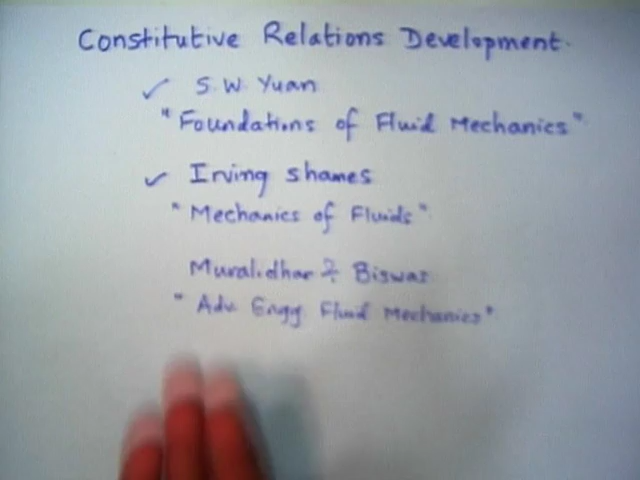 Constitutive Relations Development.
✓ S. W. Yuan
"Foundations of Fluid Mechanics"
✓ Irving Shames
"Mechanics of Fluids"
Muralidhar & Biswas
"Adv. Engg Fluid Mechanics"